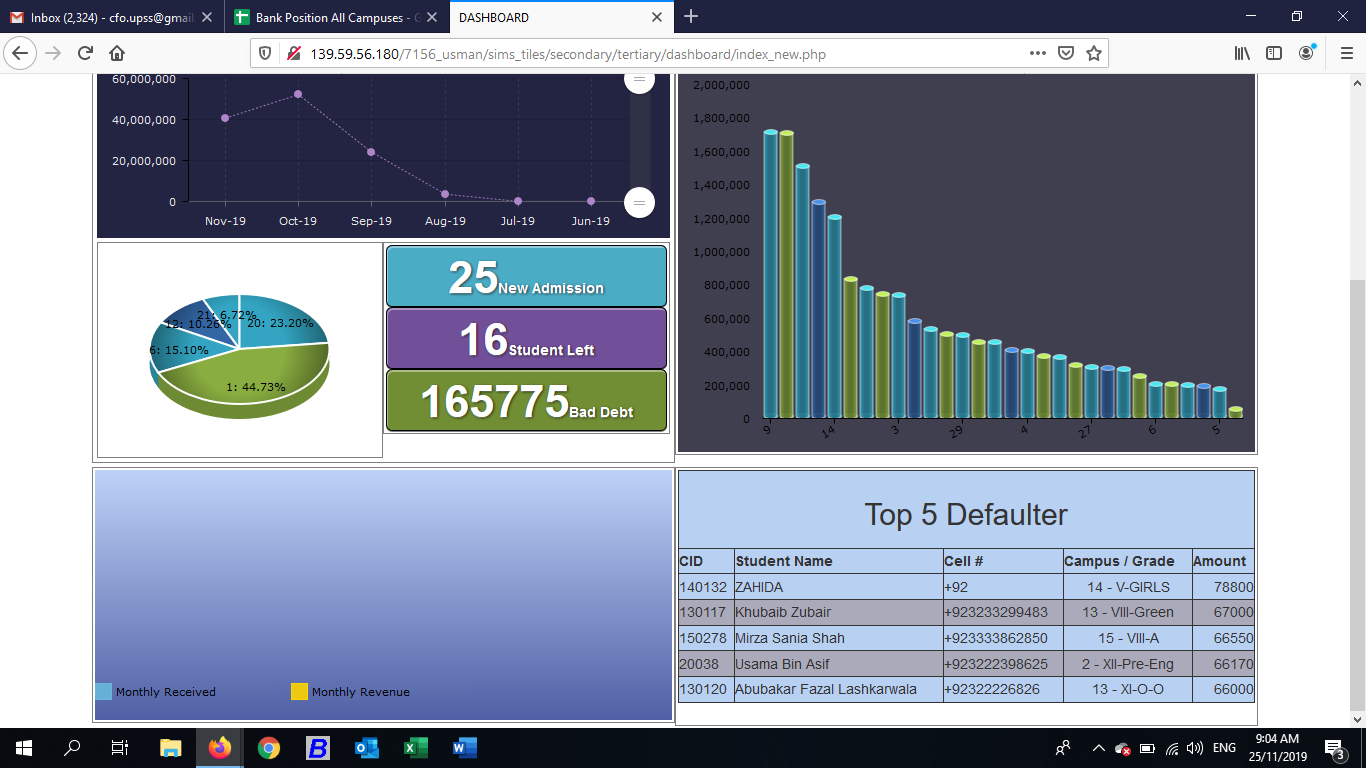 Inbox (2,324) - cfo.upss@gmail
Bank Position All Campuses - G
DASHBOARD
139.59.56.180/7156_usman/sims_tiles/secondary/tertiary/dashboard/index_new.php
60,000,000
40,000,000
20,000,000
0
Nov-19 Oct-19 Sep-19 Aug-19 Jul-19 Jun-19
2,000,000
1,800,000
1,600,000
1,400,000
1,200,000
1,000,000
800,000
600,000
400,000
200,000
0
9 14 3 29 4 27 6 5
21: 6.72%
12: 10.26%
20: 23.20%
6: 15.10%
1: 44.73%
25 New Admission
16 Student Left
165775 Bad Debt
Monthly Received Monthly Revenue
Top 5 Defaulter
CID Student Name Cell # Campus / Grade Amount
140132 ZAHIDA +92 14 - V-GIRLS 78800
130117 Khubaib Zubair +923233299483 13 - VIII-Green 67000
150278 Mirza Sania Shah +923333862850 15 - VIII-A 66550
20038 Usama Bin Asif +923222398625 2 - XII-Pre-Eng 66170
130120 Abubakar Fazal Lashkarwala +92322226826 13 - XI-O-O 66000
B
ENG
9:04 AM
25/11/2019
3